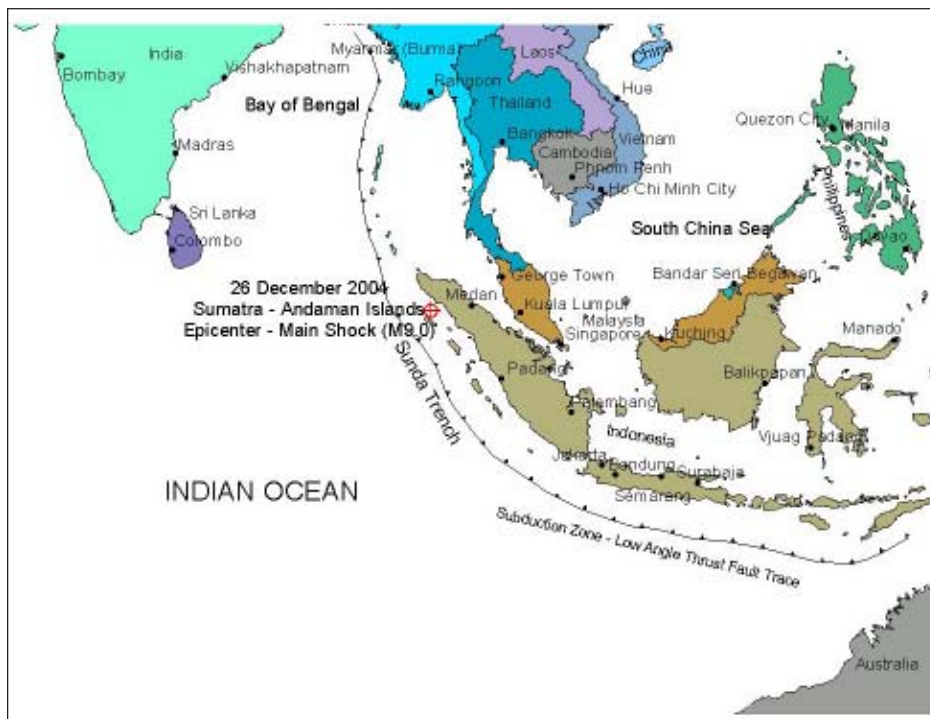 India
Bombay
Vishakhapatnam
Bay of Bengal
Madras
Sri Lanka
Colombo
Myanmar (Burma)
Rangoon
Laos
China
Thailand
Hue
Bangkok
Vietnam
Cambodia
Phnom Penh
Ho Chi Minh City
Quezon City
Manila
Philippines
Davao
South China Sea
George Town
Bandar Seri Begawan
26 December 2004
Sumatra - Andaman Islands
Epicenter - Main Shock (M9.0)
Medan
Kuala Lumpur
Malaysia
Singapore
Kuching
Manado
Sunda Trench
Padang
Balikpapan
Palembang
Indonesia
Vjuag Padang
Jakarta
Bandung
Surabaja
Semarang
INDIAN OCEAN
Subduction Zone - Low Angle Thrust Fault Trace
Australia